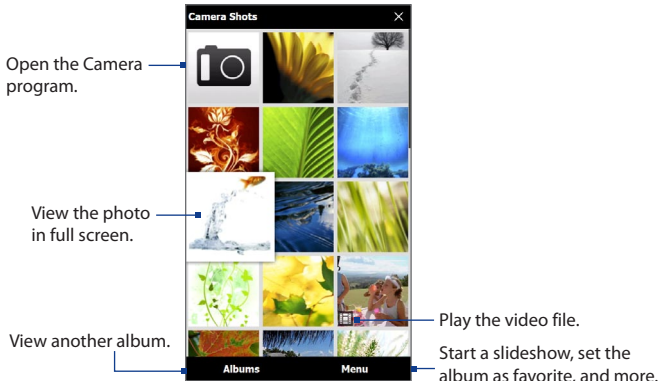 Camera Shots
Open the Camera
program.
View the photo
in full screen.
Play the video file.
View another album.
Start a slideshow, set the
album as favorite, and more.
Albums
Menu